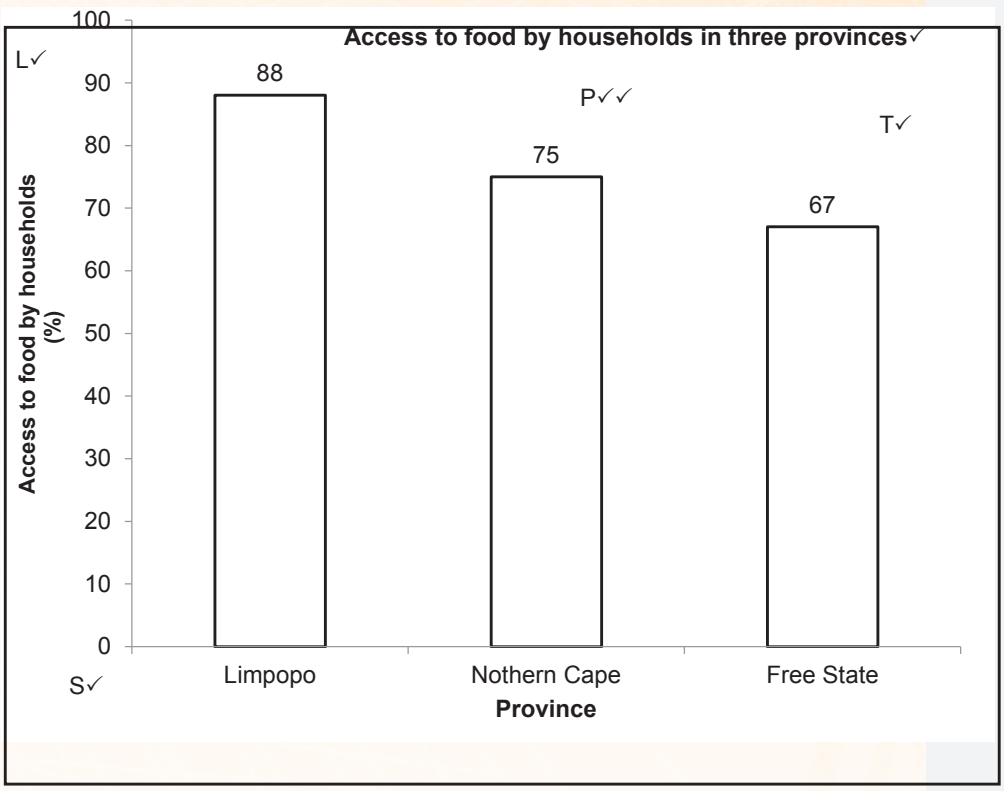 Access to food by households in three provinces✓
L✓
P✓✓
T✓
S✓
Access to food by households
(%)
100
90
80
70
60
50
40
30
20
10
0
88
75
67
Limpopo
Nothern Cape
Free State
Province